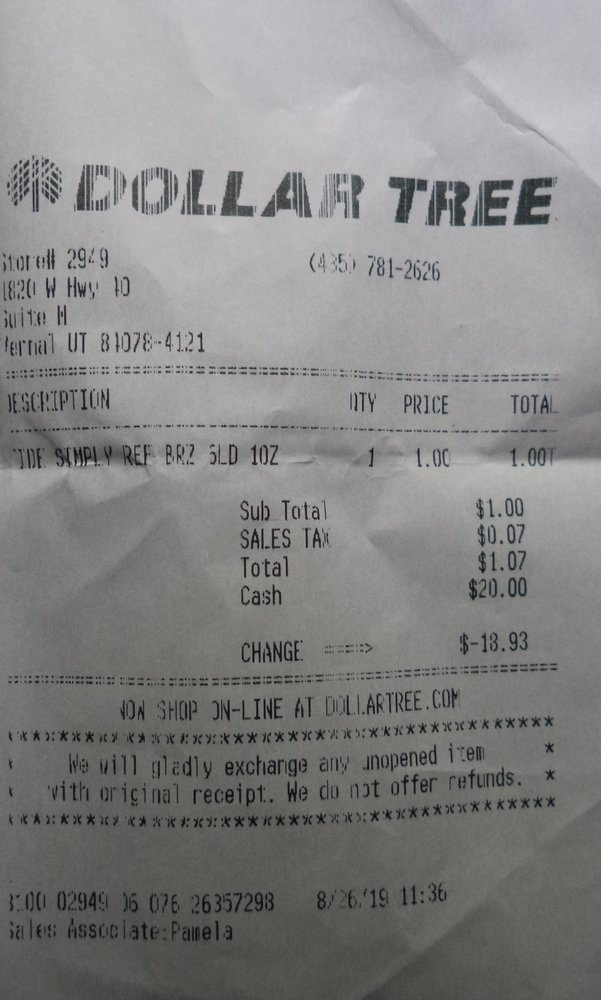 DOLLAR TREE
Store# 2949 (435) 781-2626
1820 W Hwy 40
Suite M
Vernal UT 84078-4121
DESCRIPTION QTY PRICE TOTAL
TIDE SIMPLY REF BRZ SLD 10Z 1 1.00 1.00T
Sub Total $1.00
SALES TAX $0.07
Total $1.07
Cash $20.00
CHANGE =====> $-18.93
NOW SHOP ON-LINE AT DOLLARTREE.COM
We will gladly exchange any unopened item
with original receipt. We do not offer refunds.
02949 06 076 26357298 8/26/19 11:36
Sales Associate:Pamela